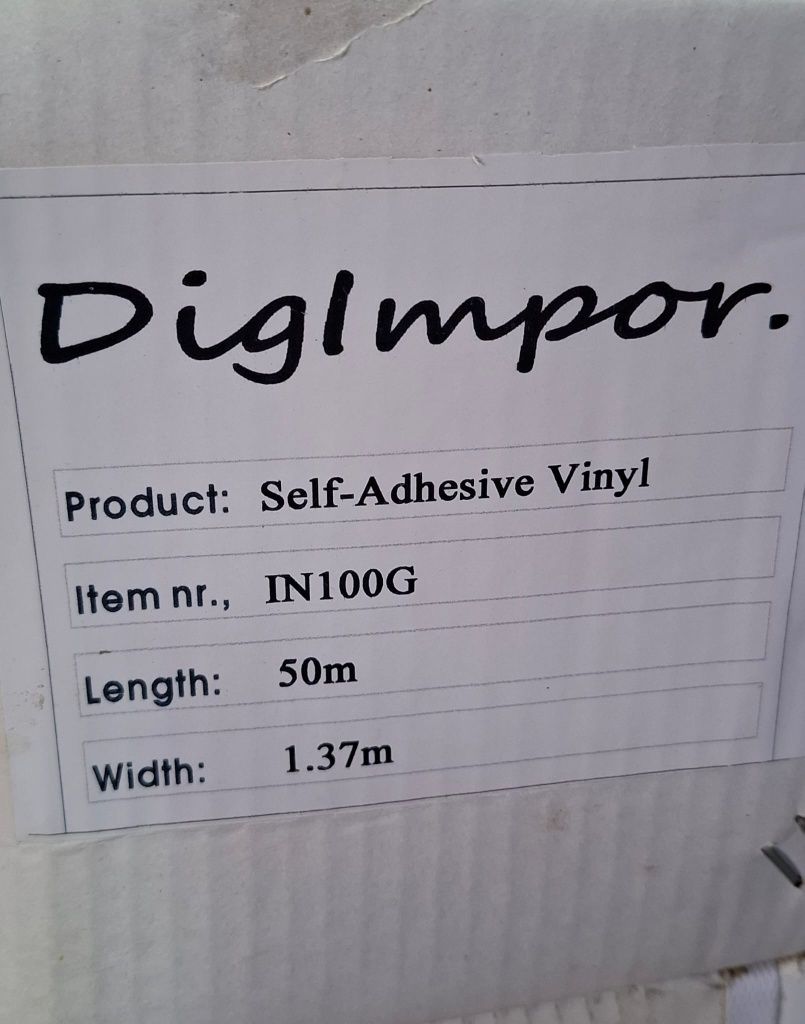 DigImpor.
Product: Self-Adhesive Vinyl
Item nr., IN100G
Length: 50m
Width: 1.37m